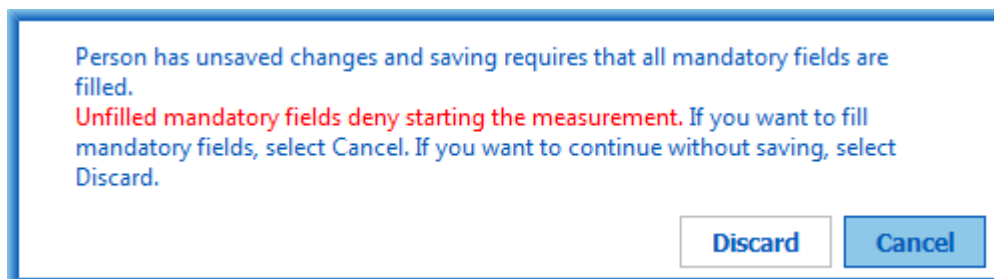 Person has unsaved changes and saving requires that all mandatory fields are
filled.
Unfilled mandatory fields deny starting the measurement. If you want to fill
mandatory fields, select Cancel. If you want to continue without saving, select
Discard.
Discard Cancel